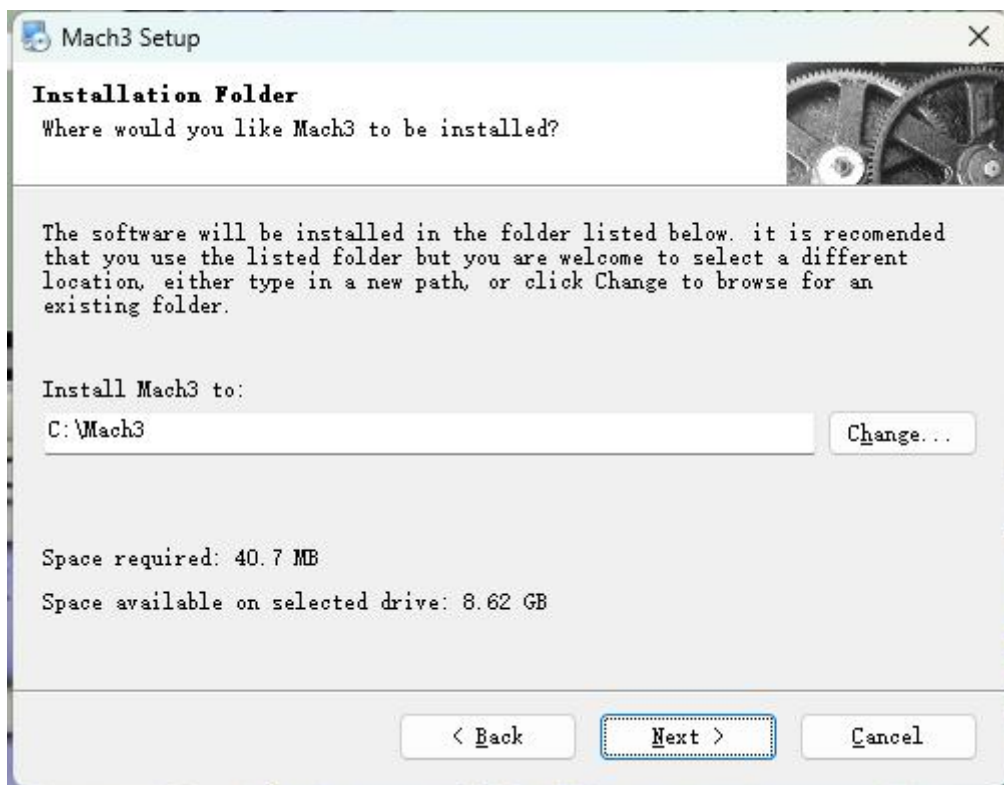 Mach3 Setup
Installation Folder
Where would you like Mach3 to be installed?
The software will be installed in the folder listed below. it is recomended
that you use the listed folder but you are welcome to select a different
location, either type in a new path, or click Change to browse for an
existing folder.
Install Mach3 to:
C:\Mach3
Change...
Space required: 40.7 MB
Space available on selected drive: 8.62 GB
< Back
Next >
Cancel